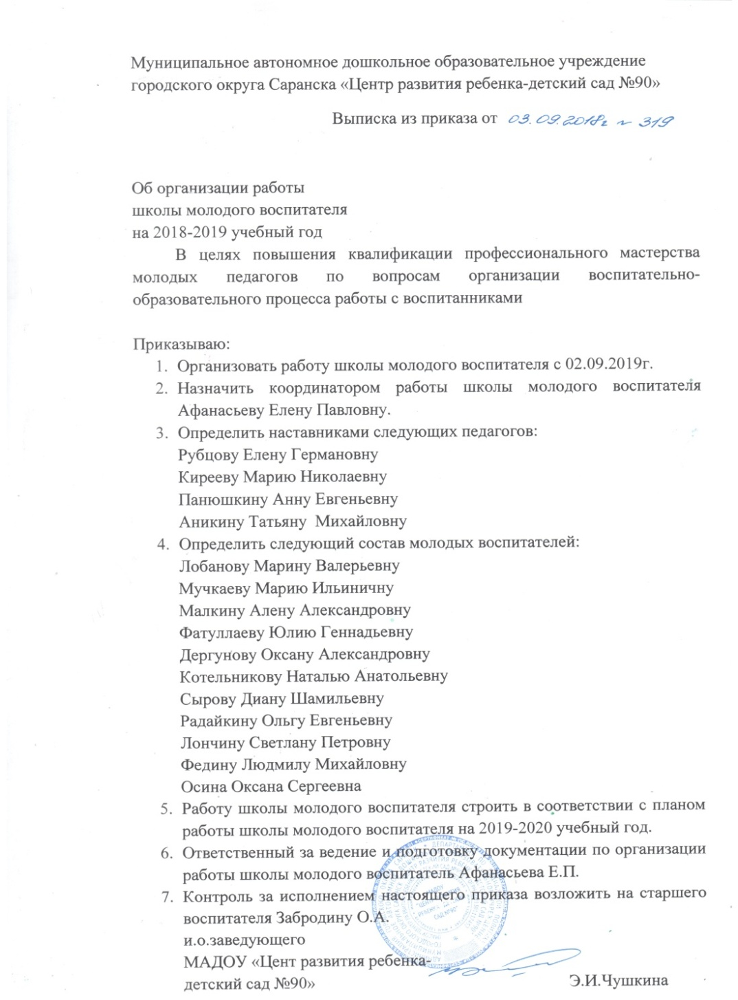 Муниципальное автономное дошкольное образовательное учреждение
городского округа Саранска «Центр развития ребенка-детский сад №90»
Выписка из приказа от 03.09.2018г № 319
Об организации работы
школы молодого воспитателя
на 2018-2019 учебный год
В целях повышения квалификации профессионального мастерства
молодых педагогов по вопросам организации воспитательно-
образовательного процесса работы с воспитанниками
Приказываю:
1. Организовать работу школы молодого воспитателя с 02.09.2019г.
2. Назначить координатором работы школы молодого воспитателя
Афанасьеву Елену Павловну.
3. Определить наставниками следующих педагогов:
Рубцову Елену Германовну
Кирееву Марию Николаевну
Панюшкину Анну Евгеньевну
Аникину Татьяну Михайловну
4. Определить следующий состав молодых воспитателей:
Лобанову Марину Валерьевну
Мучкаеву Марию Ильиничну
Малкину Алену Александровну
Фатуллаеву Юлию Геннадьевну
Дергунову Оксану Александровну
Котельникову Наталью Анатольевну
Сырову Диану Шамильевну
Радайкину Ольгу Евгеньевну
Лончину Светлану Петровну
Федину Людмилу Михайловну
Осина Оксана Сергеевна
5. Работу школы молодого воспитателя строить в соответствии с планом
работы школы молодого воспитателя на 2019-2020 учебный год.
6. Ответственный за ведение и подготовку документации по организации
работы школы молодого воспитатель Афанасьева Е.П.
7. Контроль за исполнением настоящего приказа возложить на старшего
воспитателя Забродину О.А.
и.о.заведующего
МАДОУ «Цент развития ребенка-
детский сад №90»
Э.И.Чушкина